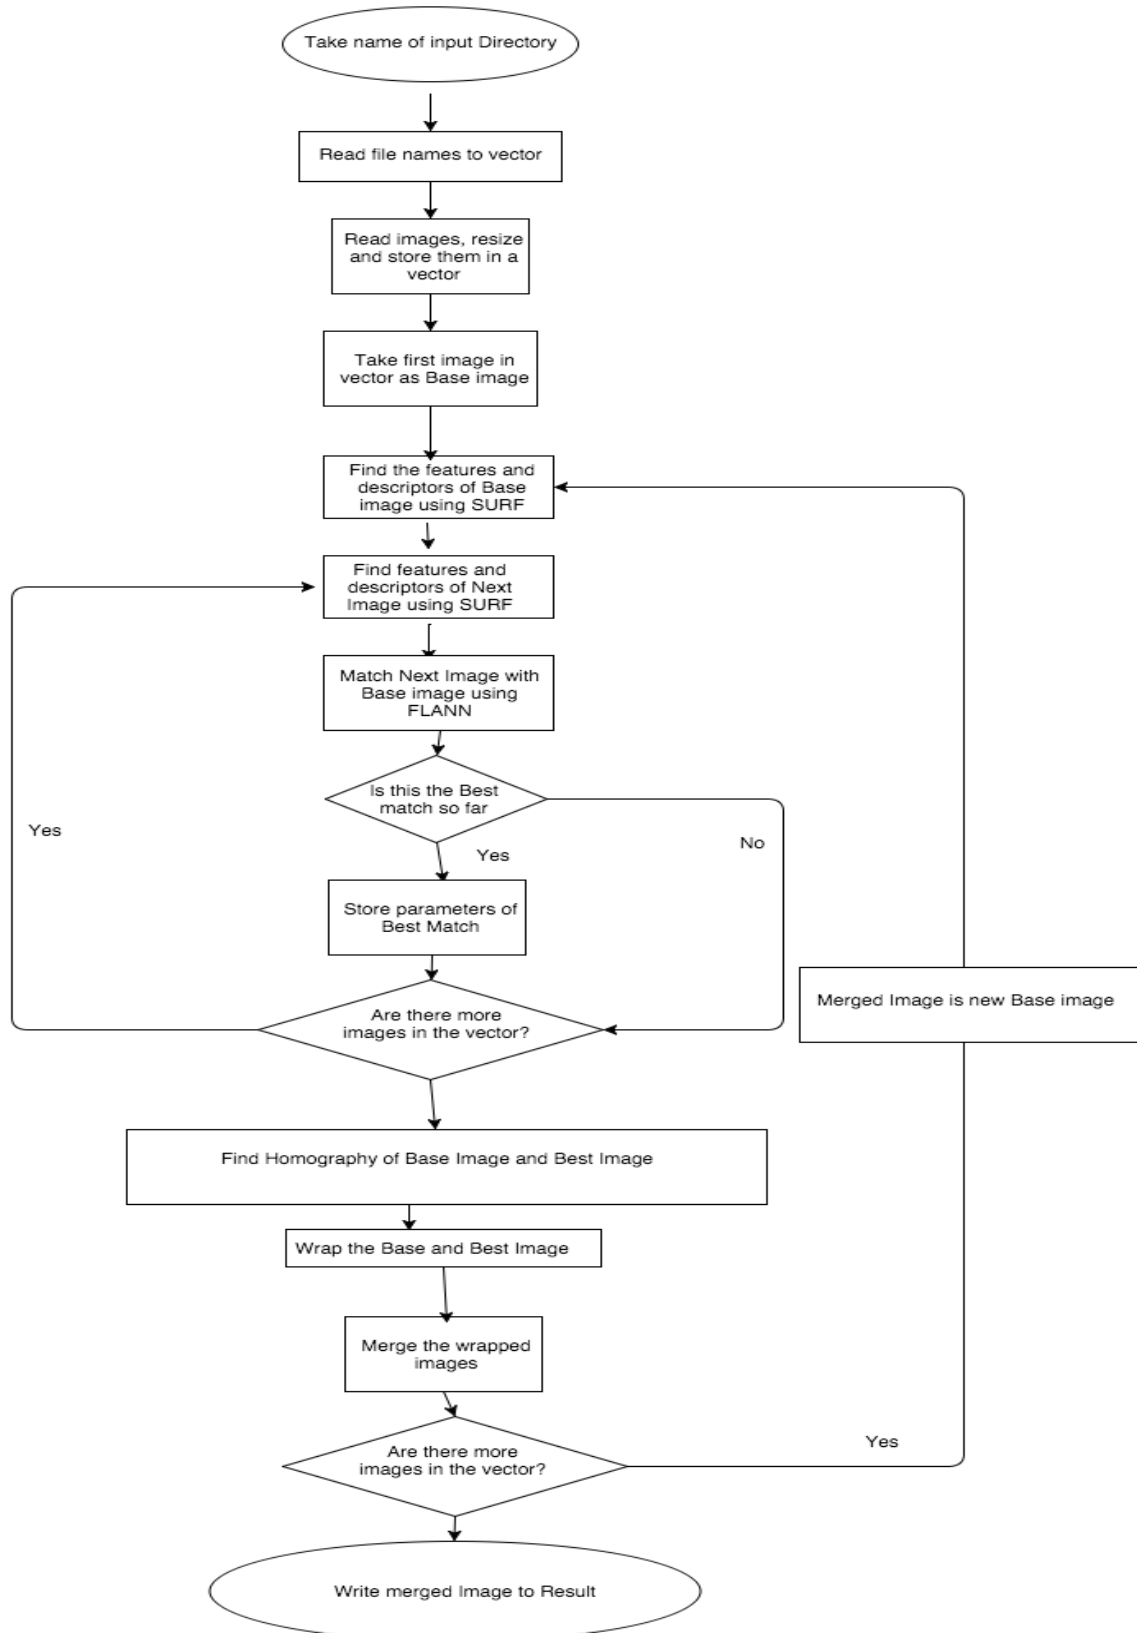 Take name of input Directory
Read file names to vector
Read images, resize
and store them in a
vector
Take first image in
vector as Base image
Find the features and
descriptors of Base
image using SURF
Find features and
descriptors of Next
Image using SURF
Match Next Image with
Base image using
FLANN
Is this the Best
match so far
Yes
No
Yes
Store parameters of
Best Match
Are there more
images in the vector?
Merged Image is new Base image
Find Homography of Base Image and Best Image
Wrap the Base and Best Image
Merge the wrapped
images
Are there more
images in the vector?
Yes
Write merged Image to Result